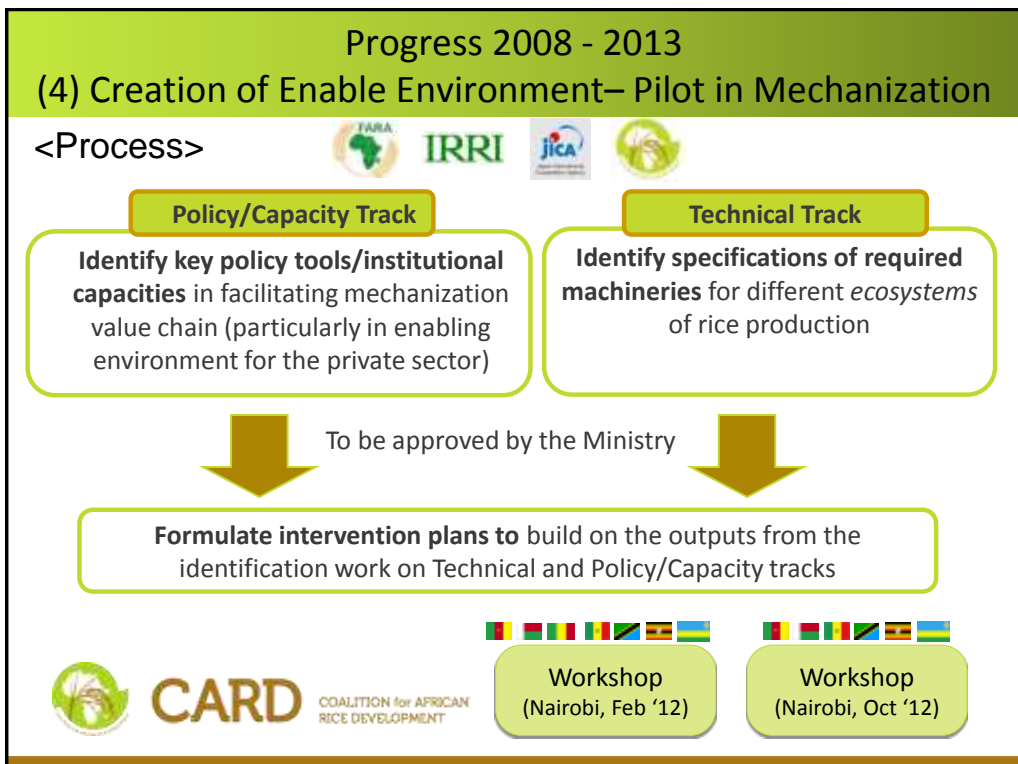 Progress 2008 - 2013
(4) Creation of Enable Environment– Pilot in Mechanization
<Process>
FARA
IRRI
jICA
Policy/Capacity Track
Identify key policy tools/institutional
capacities in facilitating mechanization
value chain (particularly in enabling
environment for the private sector)
Technical Track
Identify specifications of required
machineries for different ecosystems
of rice production
To be approved by the Ministry
Formulate intervention plans to build on the outputs from the
identification work on Technical and Policy/Capacity tracks
CARD
COALITION for AFRICAN
RICE DEVELOPMENT
Workshop
(Nairobi, Feb ‘12)
Workshop
(Nairobi, Oct ‘12)